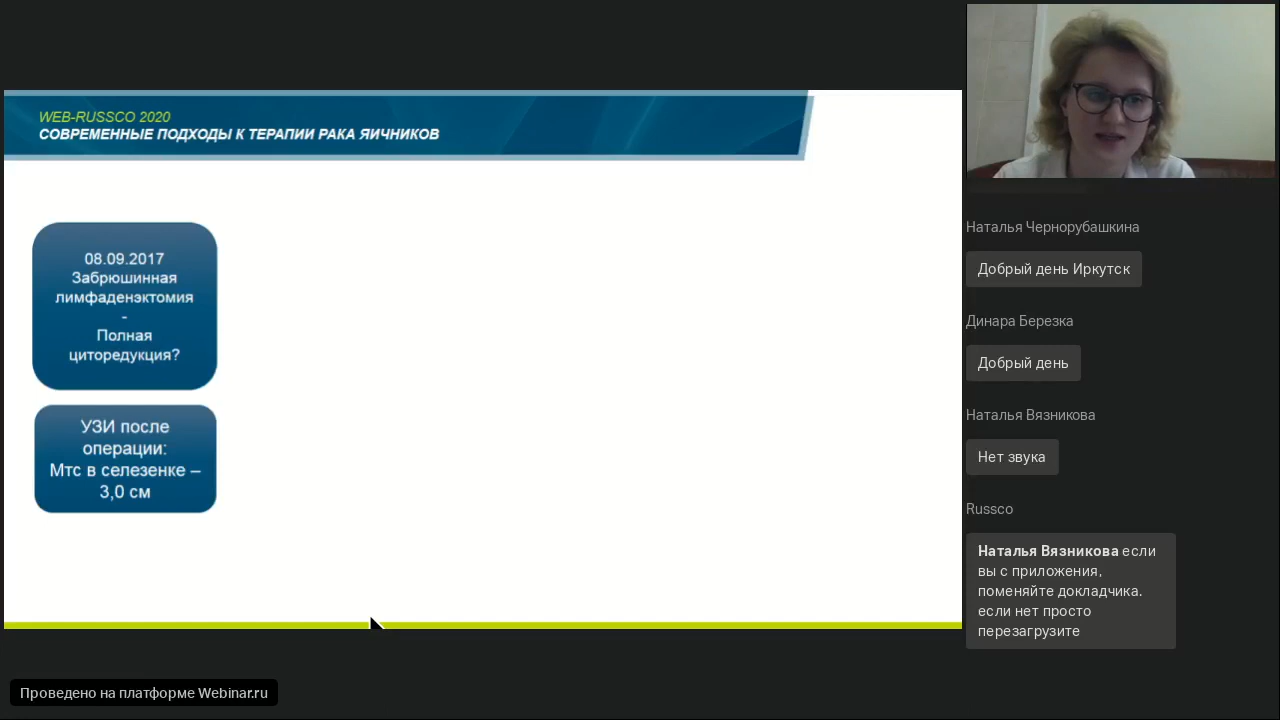 WEB-RUSSCO 2020
СОВРЕМЕННЫЕ ПОДХОДЫ К ТЕРАПИИ РАКА ЯИЧНИКОВ
08.09.2017
Забрюшинная
лимфаденэктомия
-
Полная
циторедукция?
УЗИ после
операции:
Мтс в селезенке –
3,0 см
Наталья Чернорубашкина
Добрый день Иркутск
Динара Березка
Добрый день
Наталья Вязникова
Нет звука
Russco
Наталья Вязникова если
вы с приложения,
поменяйте докладчика.
если нет просто
перезагрузите
Проведено на платформе Webinar.ru